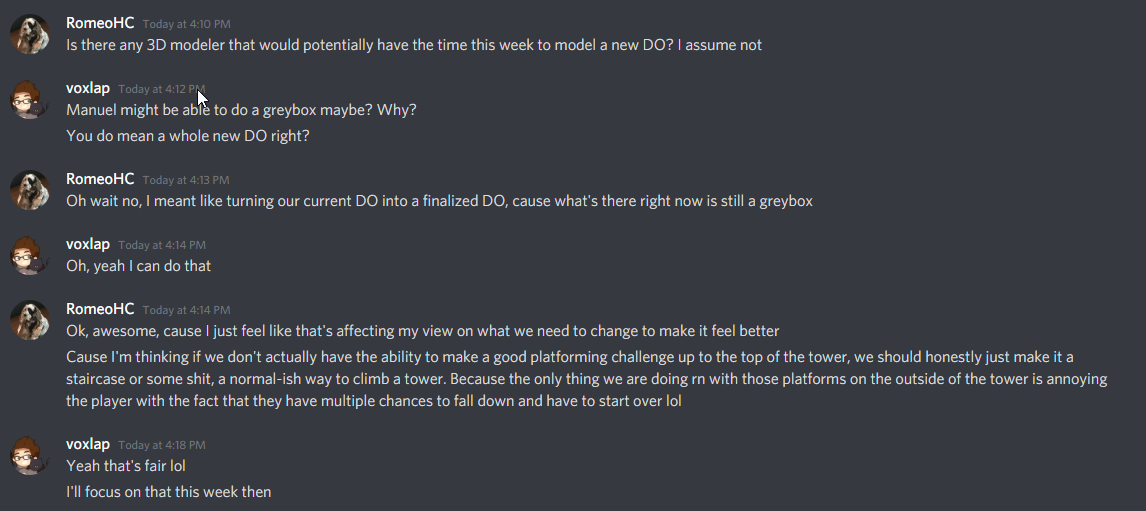 RomeoHC Today at 4:10 PM
Is there any 3D modeler that would potentially have the time this week to model a new DO? I assume not
voxlap Today at 4:12 PM
Manuel might be able to do a greybox maybe? Why?
You do mean a whole new DO right?
RomeoHC Today at 4:13 PM
Oh wait no, I meant like turning our current DO into a finalized DO, cause what's there right now is still a greybox
voxlap Today at 4:14 PM
Oh, yeah I can do that
RomeoHC Today at 4:14 PM
Ok, awesome, cause I just feel like that's affecting my view on what we need to change to make it feel better
Cause I'm thinking if we don't actually have the ability to make a good platforming challenge up to the top of the tower, we should honestly just make it a
staircase or some shit, a normal-ish way to climb a tower. Because the only thing we are doing rn with those platforms on the outside of the tower is annoying
the player with the fact that they have multiple chances to fall down and have to start over lol
voxlap Today at 4:18 PM
Yeah that's fair lol
I'll focus on that this week then